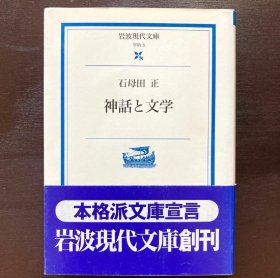 岩波現代文庫
学術 5
石母田 正
神話と文学
本格派文庫宣言
岩波現代文庫創刊